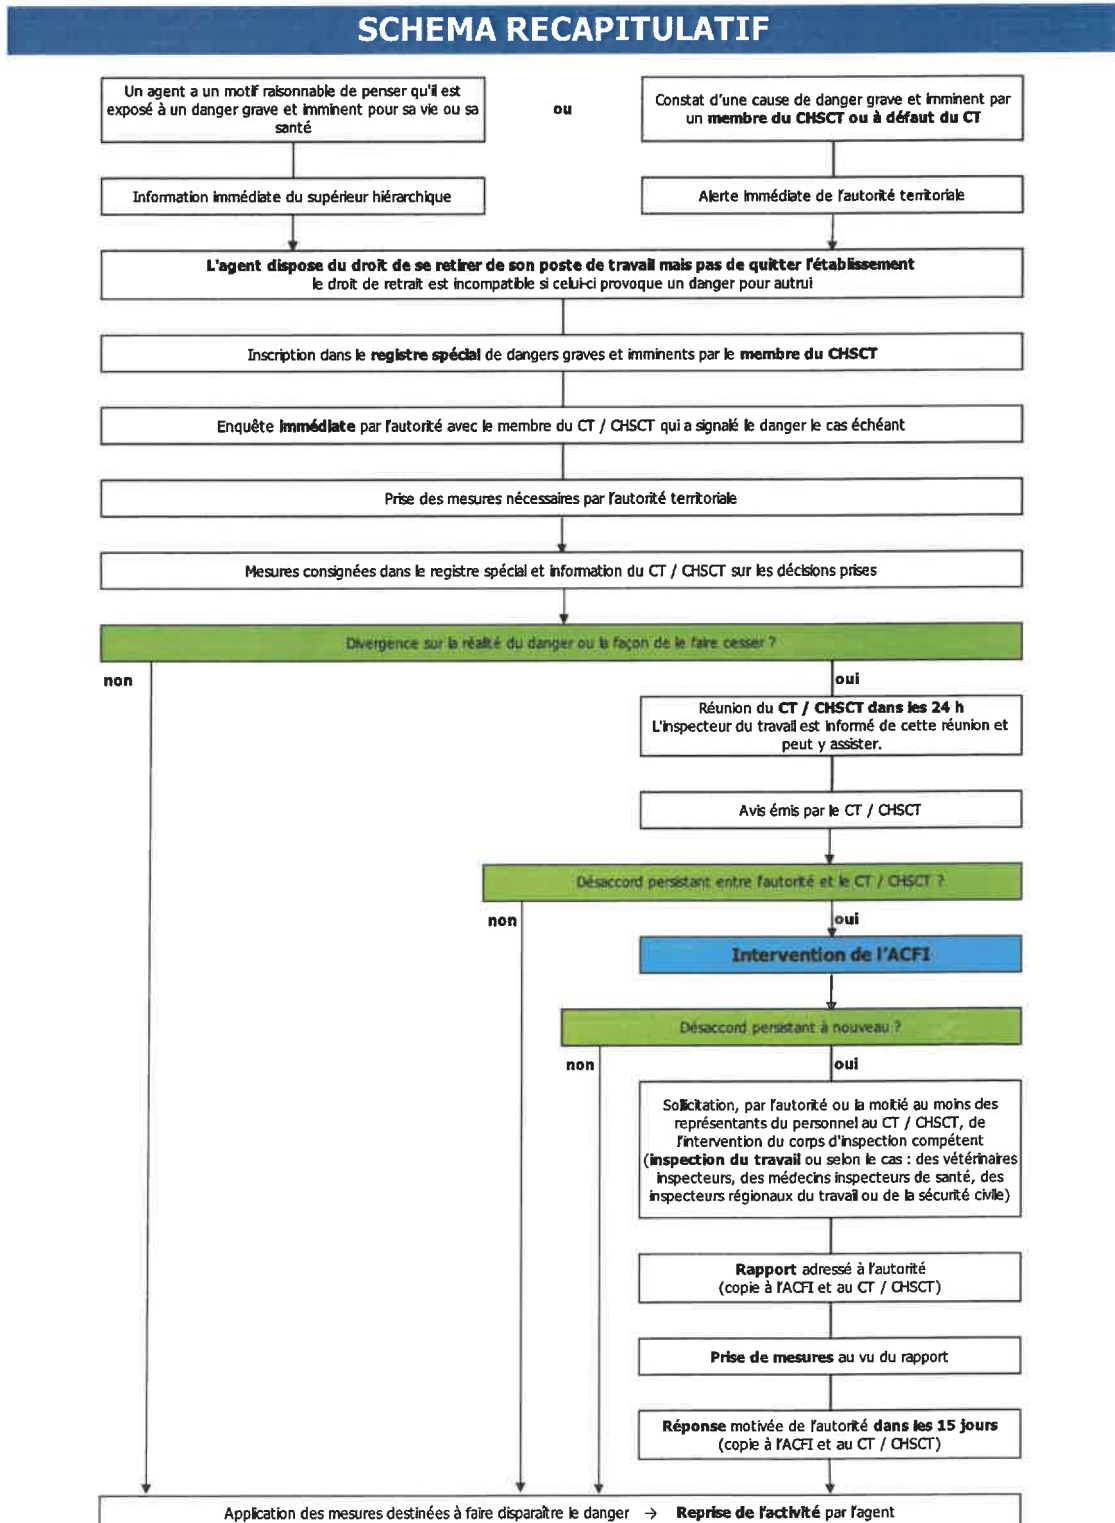 SCHEMA RECAPITULATIF
Un agent a un motif raisonnable de penser qu'il est
exposé à un danger grave et imminent pour sa vie ou sa
santé
ou
Constat d'une cause de danger grave et imminent par
un membre du CHSCT ou à défaut du CT
Information immédiate du supérieur hiérarchique
Alerte immédiate de l'autorité territoriale
L'agent dispose du droit de se retirer de son poste de travail mais pas de quitter l'établissement
le droit de retrait est incompatible si celui-ci provoque un danger pour autrui
Inscription dans le registre spécial de dangers graves et imminents par le membre du CHSCT
Enquête immédiate par l'autorité avec le membre du CT / CHSCT qui a signalé le danger le cas échéant
Prise des mesures nécessaires par l'autorité territoriale
Mesures consignées dans le registre spécial et information du CT / CHSCT sur les décisions prises
Divergence sur la réalité du danger ou la façon de le faire cesser ?
non
oui
Réunion du CT / CHSCT dans les 24 h
L'inspecteur du travail est informé de cette réunion et
peut y assister.
Avis émis par le CT / CHSCT
Désaccord persistant entre l'autorité et le CT / CHSCT ?
non
oui
Intervention de l'ACFI
Désaccord persistant à nouveau ?
non
oui
Sollicitation, par l'autorité ou la moitié au moins des
représentants du personnel au CT / CHSCT, de
l'intervention du corps d'inspection compétent
(inspection du travail ou selon le cas : des vétérinaires
inspecteurs, des médecins inspecteurs de santé, des
inspecteurs régionaux du travail ou de la sécurité civile)
Rapport adressé à l'autorité
(copie à l'ACFI et au CT / CHSCT)
Prise de mesures au vu du rapport
Réponse motivée de l'autorité dans les 15 jours
(copie à l'ACFI et au CT / CHSCT)
Application des mesures destinées à faire disparaître le danger → Reprise de l'activité par l'agent